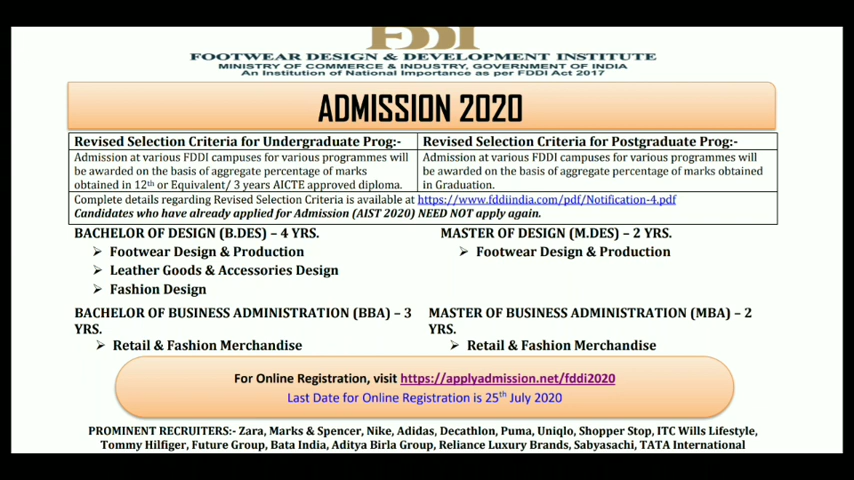 FDDI
FOOTWEAR DESIGN & DEVELOPMENT INSTITUTE
MINISTRY OF COMMERCE & INDUSTRY, GOVERNMENT OF INDIA
An Institution of National Importance as per FDDI Act 2017
ADMISSION 2020
Revised Selection Criteria for Undergraduate Prog:-
Admission at various FDDI campuses for various programmes will
be awarded on the basis of aggregate percentage of marks
obtained in 12th or Equivalent/ 3 years AICTE approved diploma.
Revised Selection Criteria for Postgraduate Prog:-
Admission at various FDDI campuses for various programmes will
be awarded on the basis of aggregate percentage of marks obtained
in Graduation.
Complete details regarding Revised Selection Criteria is available at https://www.fddiindia.com/pdf/Notification-4.pdf
Candidates who have already applied for Admission (AIST 2020) NEED NOT apply again.
BACHELOR OF DESIGN (B.DES) – 4 YRS.
➢ Footwear Design & Production
➢ Leather Goods & Accessories Design
➢ Fashion Design
MASTER OF DESIGN (M.DES) – 2 YRS.
➢ Footwear Design & Production
BACHELOR OF BUSINESS ADMINISTRATION (BBA) – 3
YRS.
➢ Retail & Fashion Merchandise
MASTER OF BUSINESS ADMINISTRATION (MBA) – 2
YRS.
➢ Retail & Fashion Merchandise
For Online Registration, visit https://applyadmission.net/fddi2020
Last Date for Online Registration is 25th July 2020
PROMINENT RECRUITERS:- Zara, Marks & Spencer, Nike, Adidas, Decathlon, Puma, Uniqlo, Shopper Stop, ITC Wills Lifestyle,
Tommy Hilfiger, Future Group, Bata India, Aditya Birla Group, Reliance Luxury Brands, Sabyasachi, TATA International